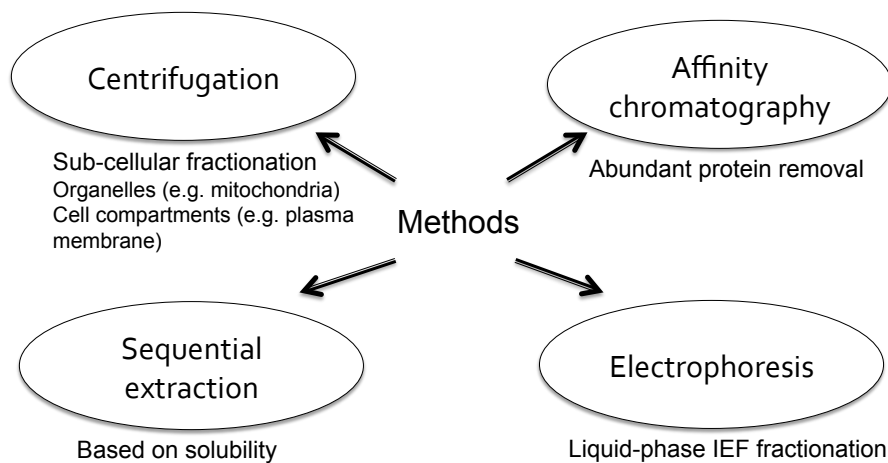 Centrifugation
Sub-cellular fractionation
Organelles (e.g. mitochondria)
Cell compartments (e.g. plasma
membrane)
Affinity
chromatography
Abundant protein removal
Methods
Sequential
extraction
Based on solubility
Electrophoresis
Liquid-phase IEF fractionation